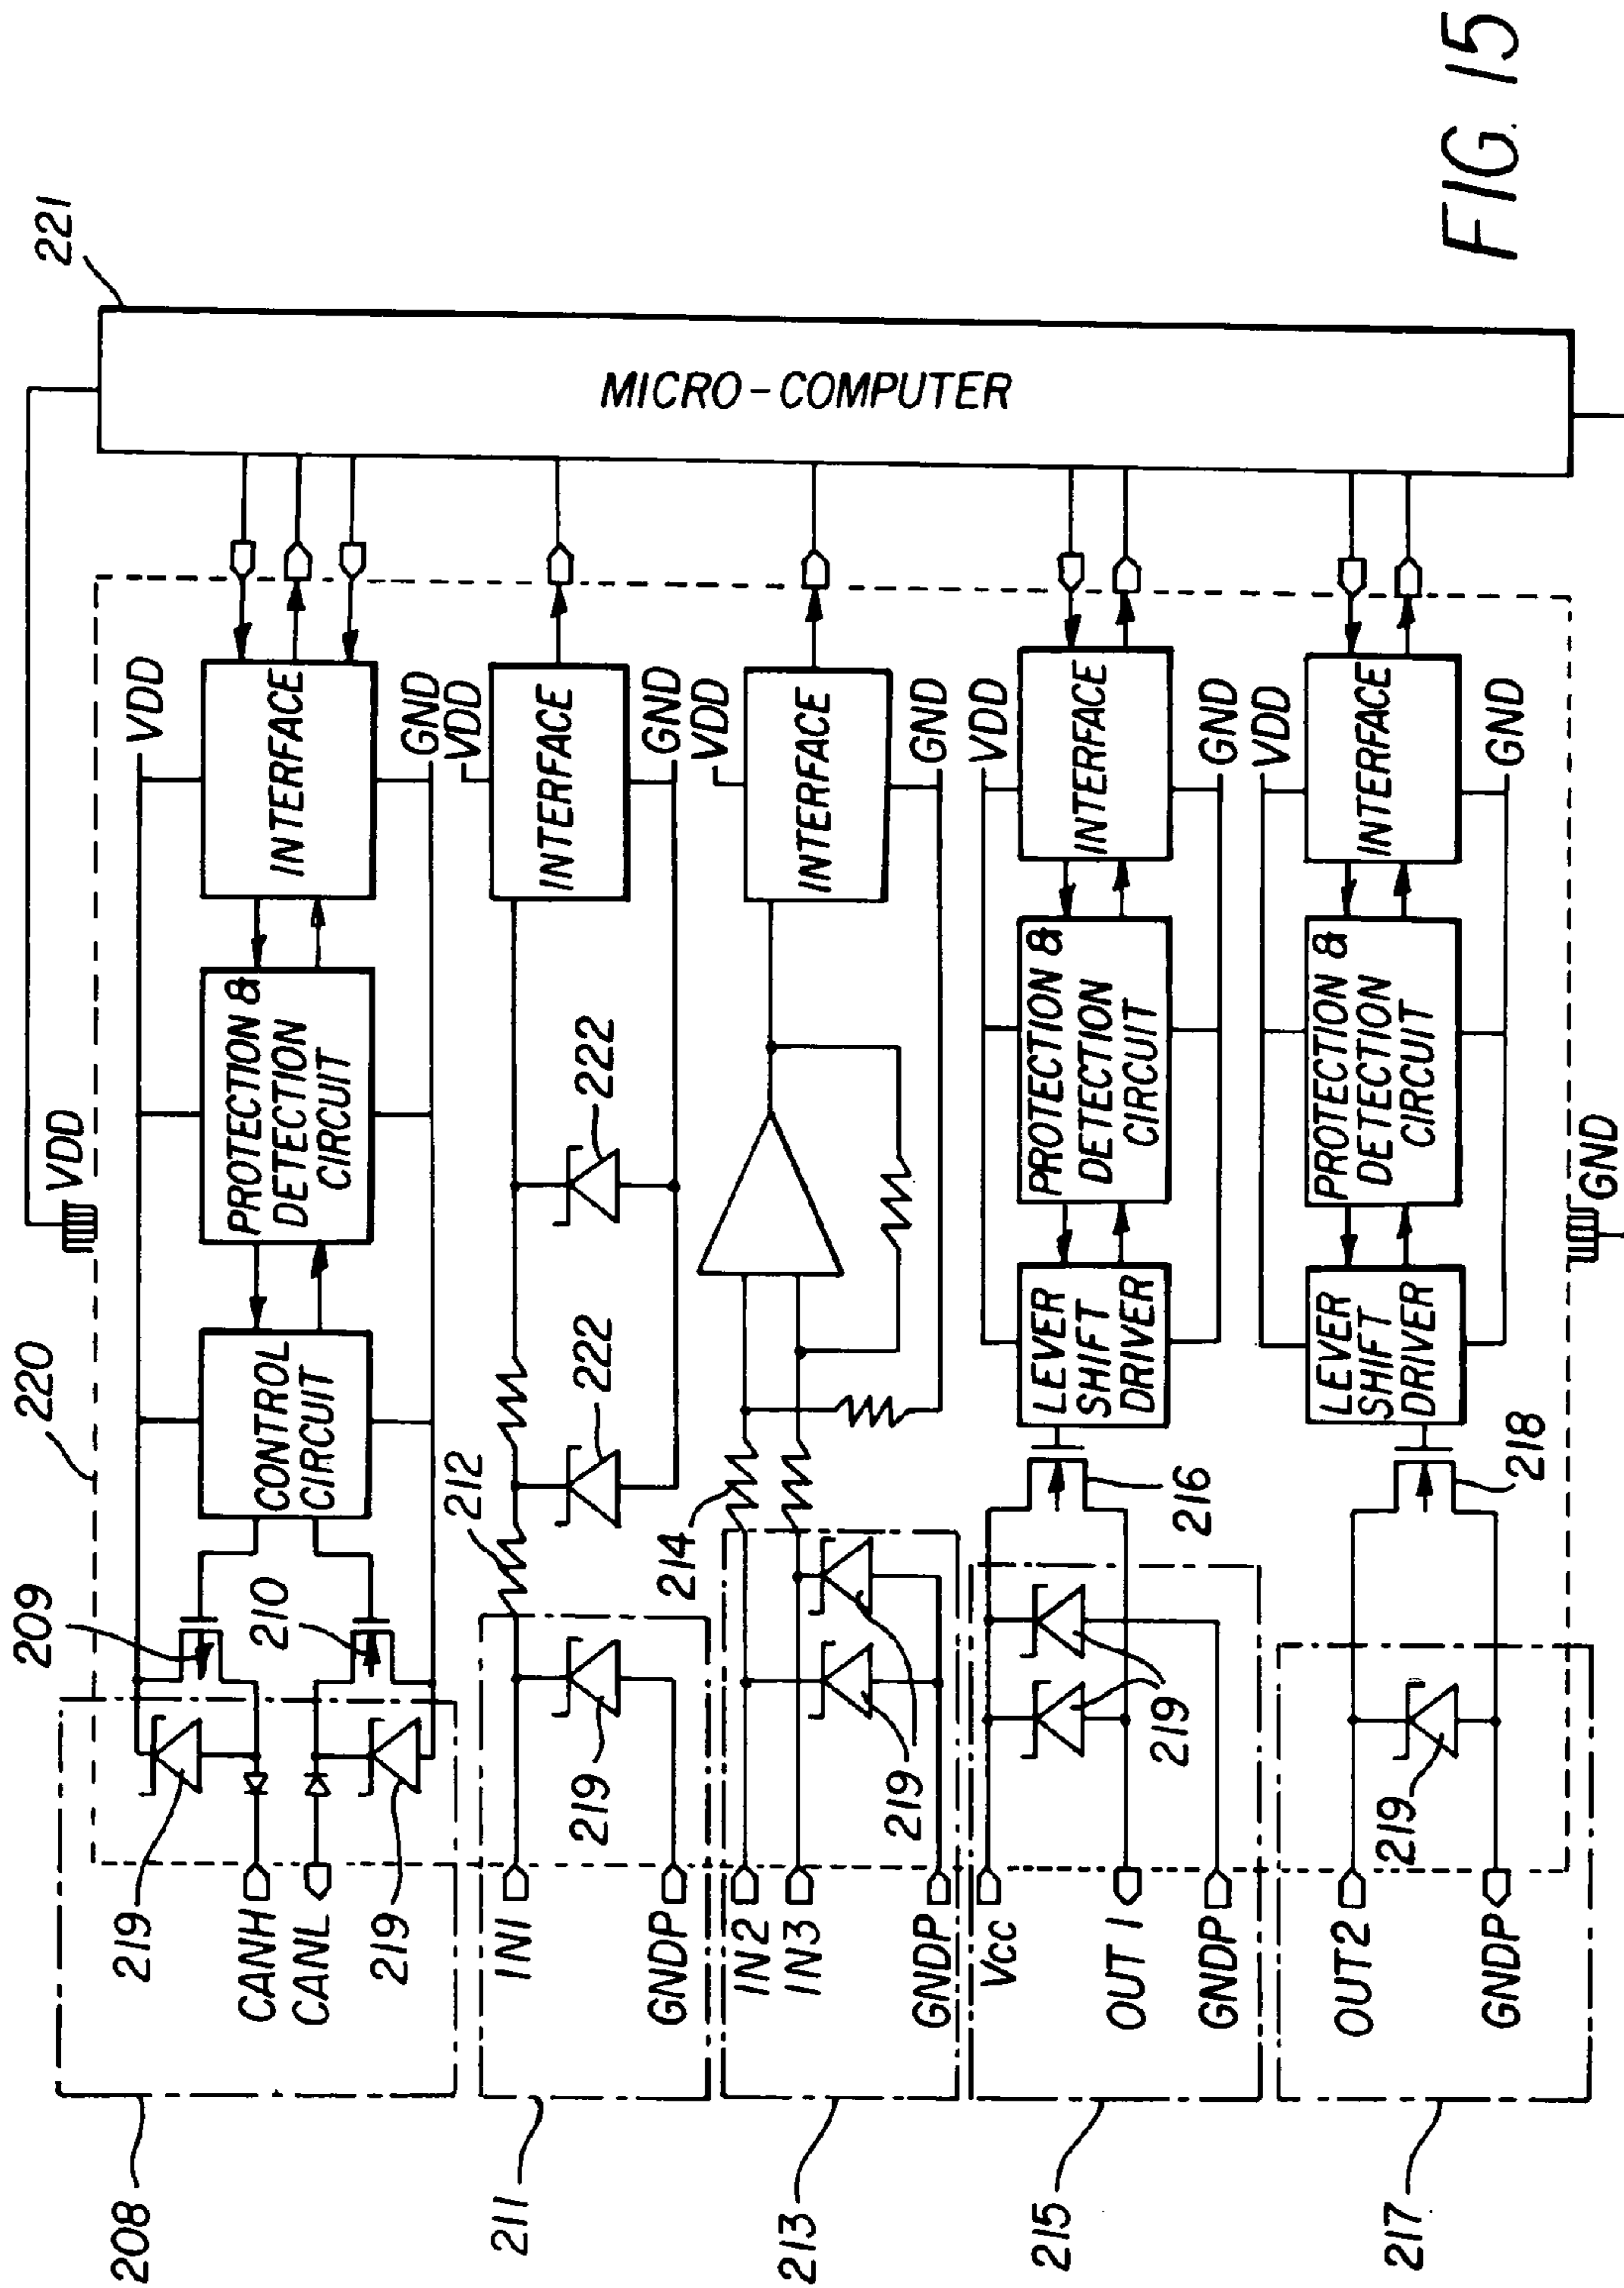 221
MICRO-COMPUTER
220
VDD
VDD
INTERFACE
PROTECTION &
DETECTION
CIRCUIT
CONTROL
CIRCUIT
GND
209
210
219
CANH
CANL
219
208
VDD
INTERFACE
GND
222
222
212
219
IN1
GNDP
211
VDD
INTERFACE
GND
214
219
219
IN2
IN3
GNDP
213
VDD
INTERFACE
PROTECTION &
DETECTION
CIRCUIT
LEVER
SHIFT
DRIVER
GND
216
219
Vcc
OUT 1
GNDP
215
VDD
INTERFACE
PROTECTION &
DETECTION
CIRCUIT
LEVER
SHIFT
DRIVER
GND
218
219
OUT2
GNDP
217
GND
FIG. 15